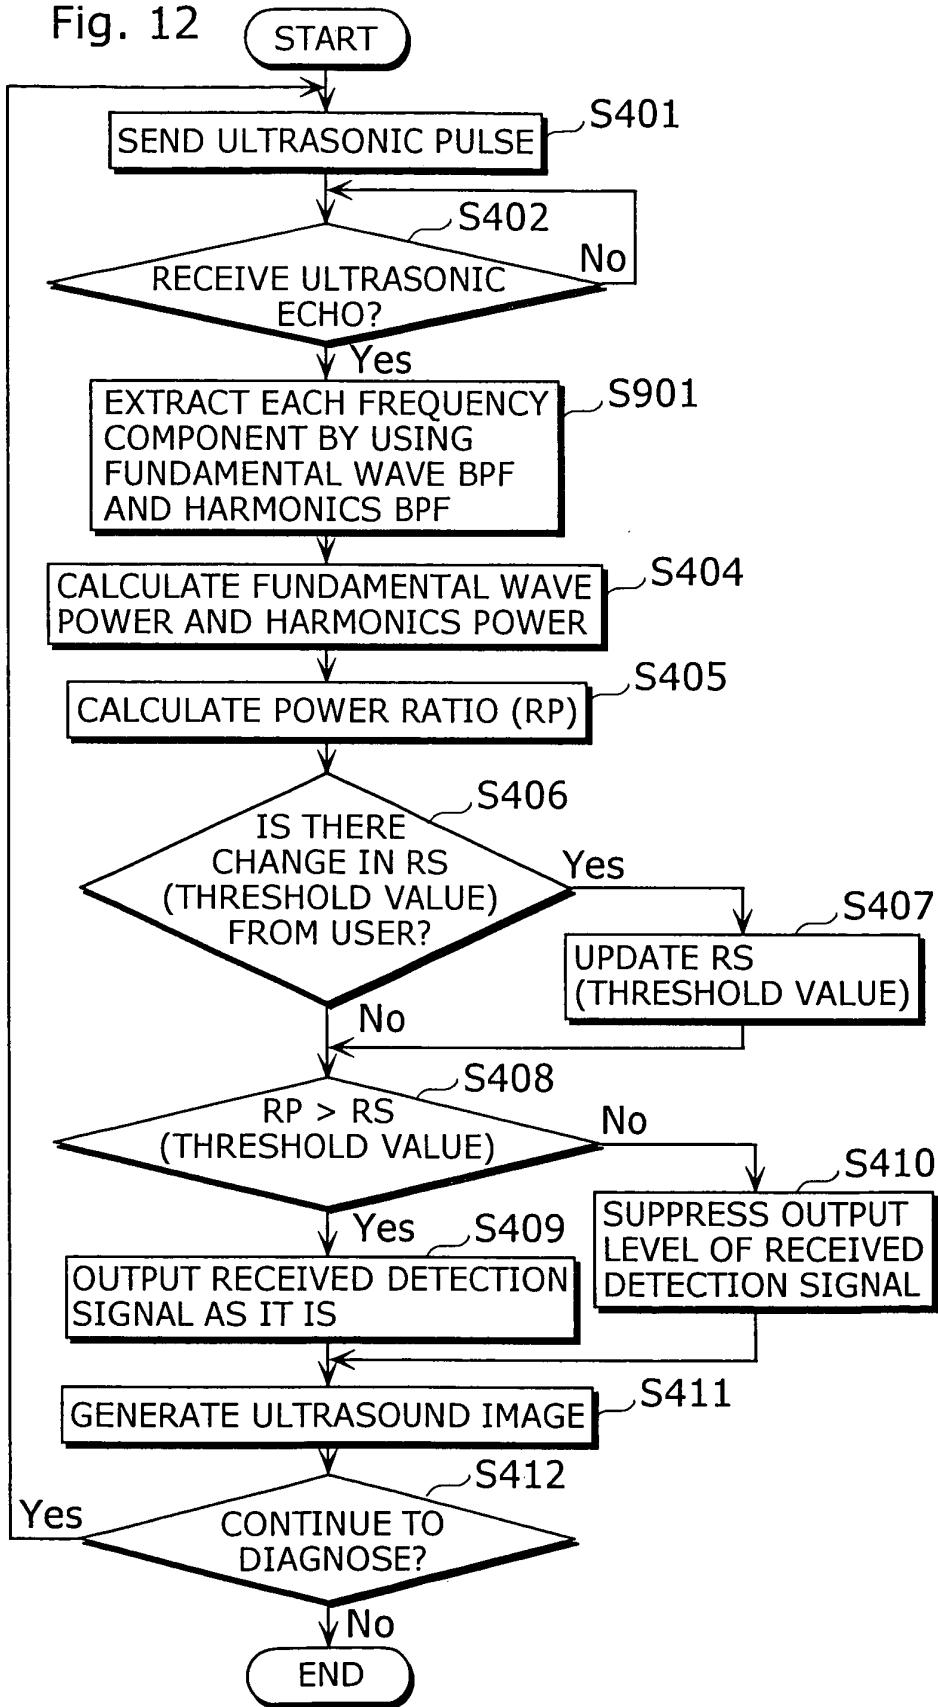 Fig. 12
START
SEND ULTRASONIC PULSE
S401
S402
RECEIVE ULTRASONIC
ECHO?
No
Yes
EXTRACT EACH FREQUENCY
COMPONENT BY USING
FUNDAMENTAL WAVE BPF
AND HARMONICS BPF
S901
CALCULATE FUNDAMENTAL WAVE
POWER AND HARMONICS POWER
S404
CALCULATE POWER RATIO (RP)
S405
S406
IS THERE
CHANGE IN RS
(THRESHOLD VALUE)
FROM USER?
Yes
S407
UPDATE RS
(THRESHOLD VALUE)
No
S408
RP > RS
(THRESHOLD VALUE)
No
S410
SUPPRESS OUTPUT
LEVEL OF RECEIVED
DETECTION SIGNAL
Yes
S409
OUTPUT RECEIVED DETECTION
SIGNAL AS IT IS
GENERATE ULTRASOUND IMAGE
S411
S412
CONTINUE TO
DIAGNOSE?
Yes
No
END